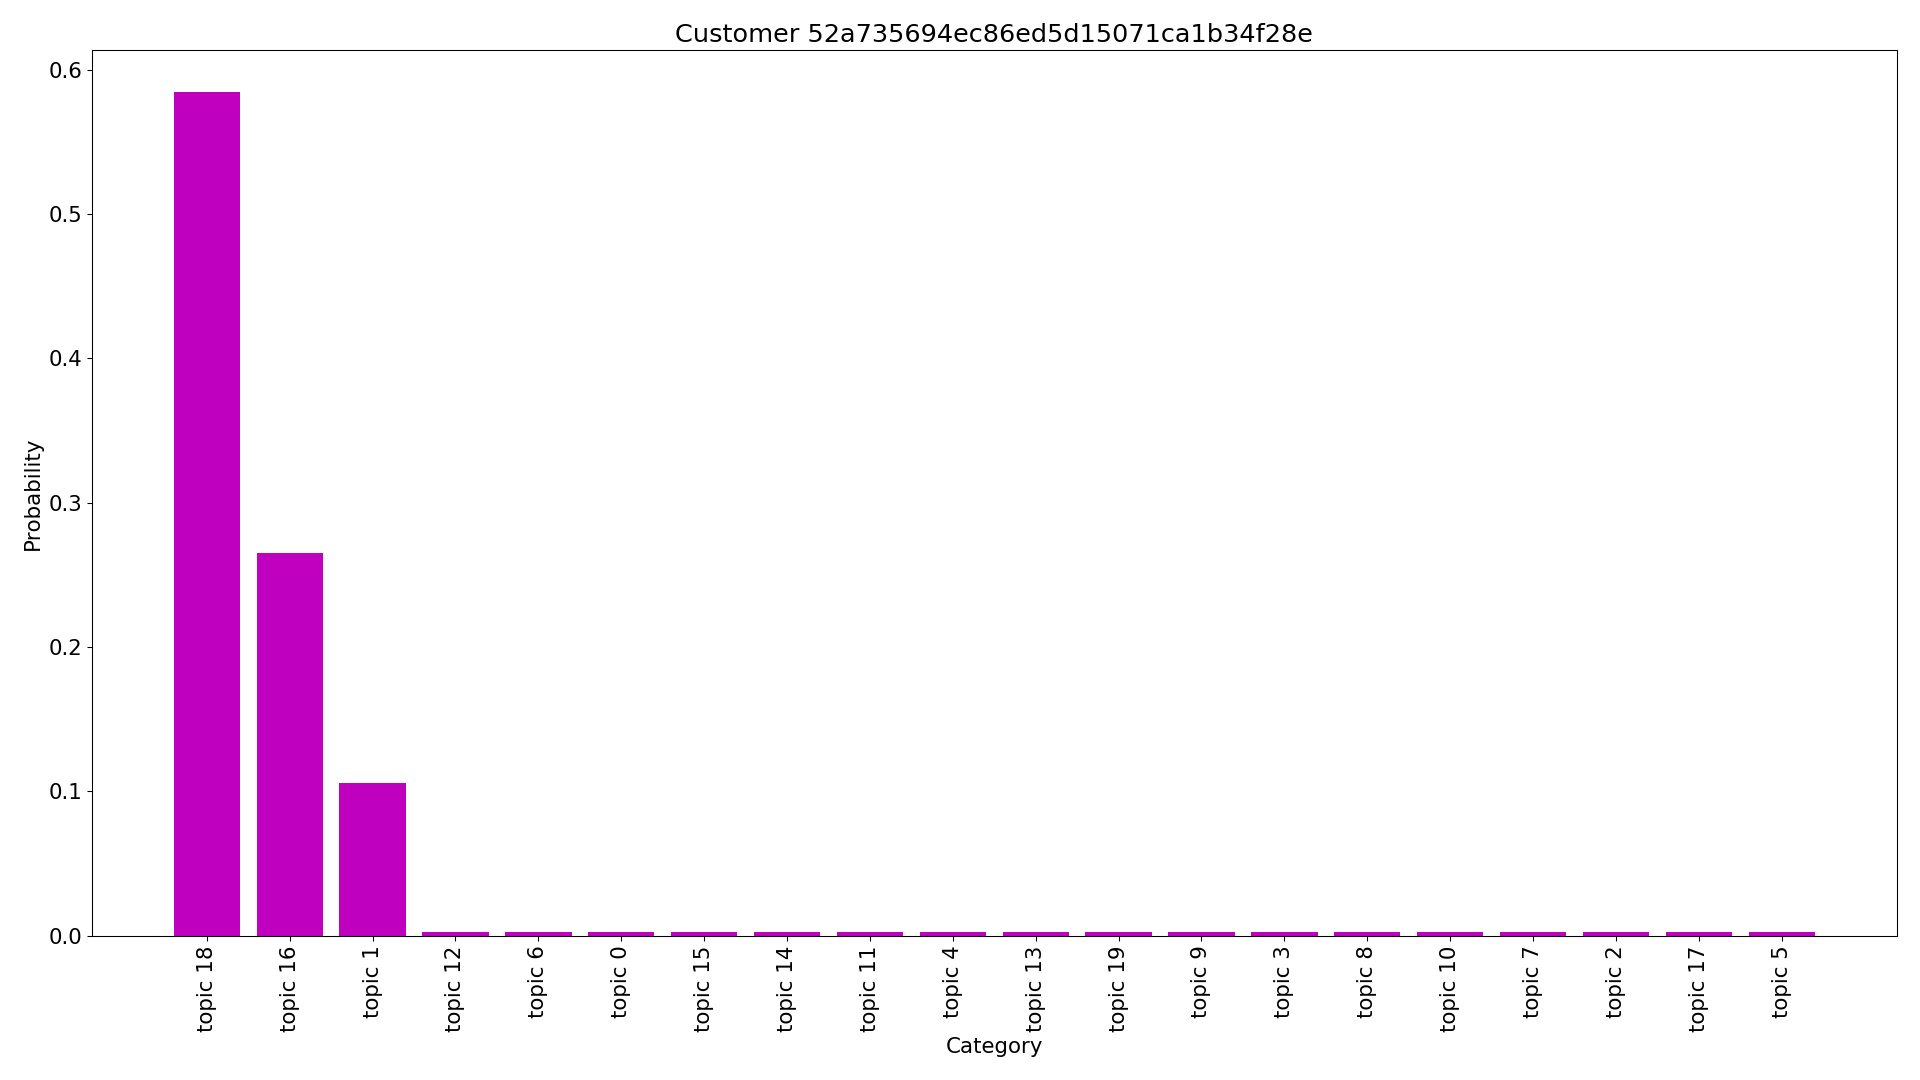 Customer 52a735694ec86ed5d15071ca1b34f28e
0.6
0.5
0.4
0.3
0.2
0.1
0.0
Probability
topic 18
topic 16
topic 1
topic 12
topic 6
topic 0
topic 15
topic 14
topic 11
topic 4
topic 13
topic 19
topic 9
topic 3
topic 8
topic 10
topic 7
topic 2
topic 17
topic 5
Category